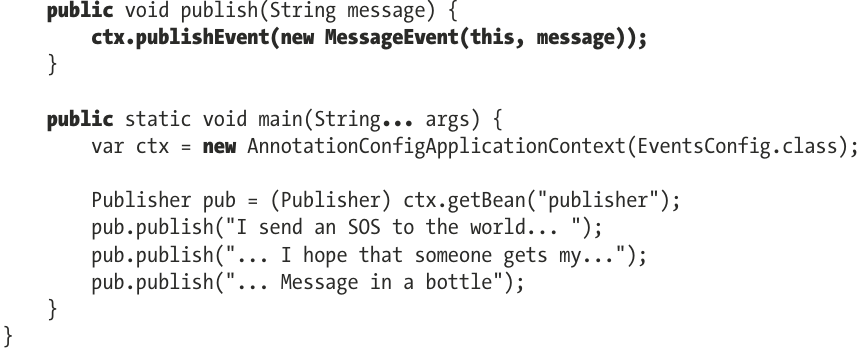 public void publish(String message) {
        ctx.publishEvent(new MessageEvent(this, message));
    }

    public static void main(String... args) {
        var ctx = new AnnotationConfigApplicationContext(EventsConfig.class);

        Publisher pub = (Publisher) ctx.getBean("publisher");
        pub.publish("I send an SOS to the world... ");
        pub.publish("... I hope that someone gets my...");
        pub.publish("... Message in a bottle");
    }
}